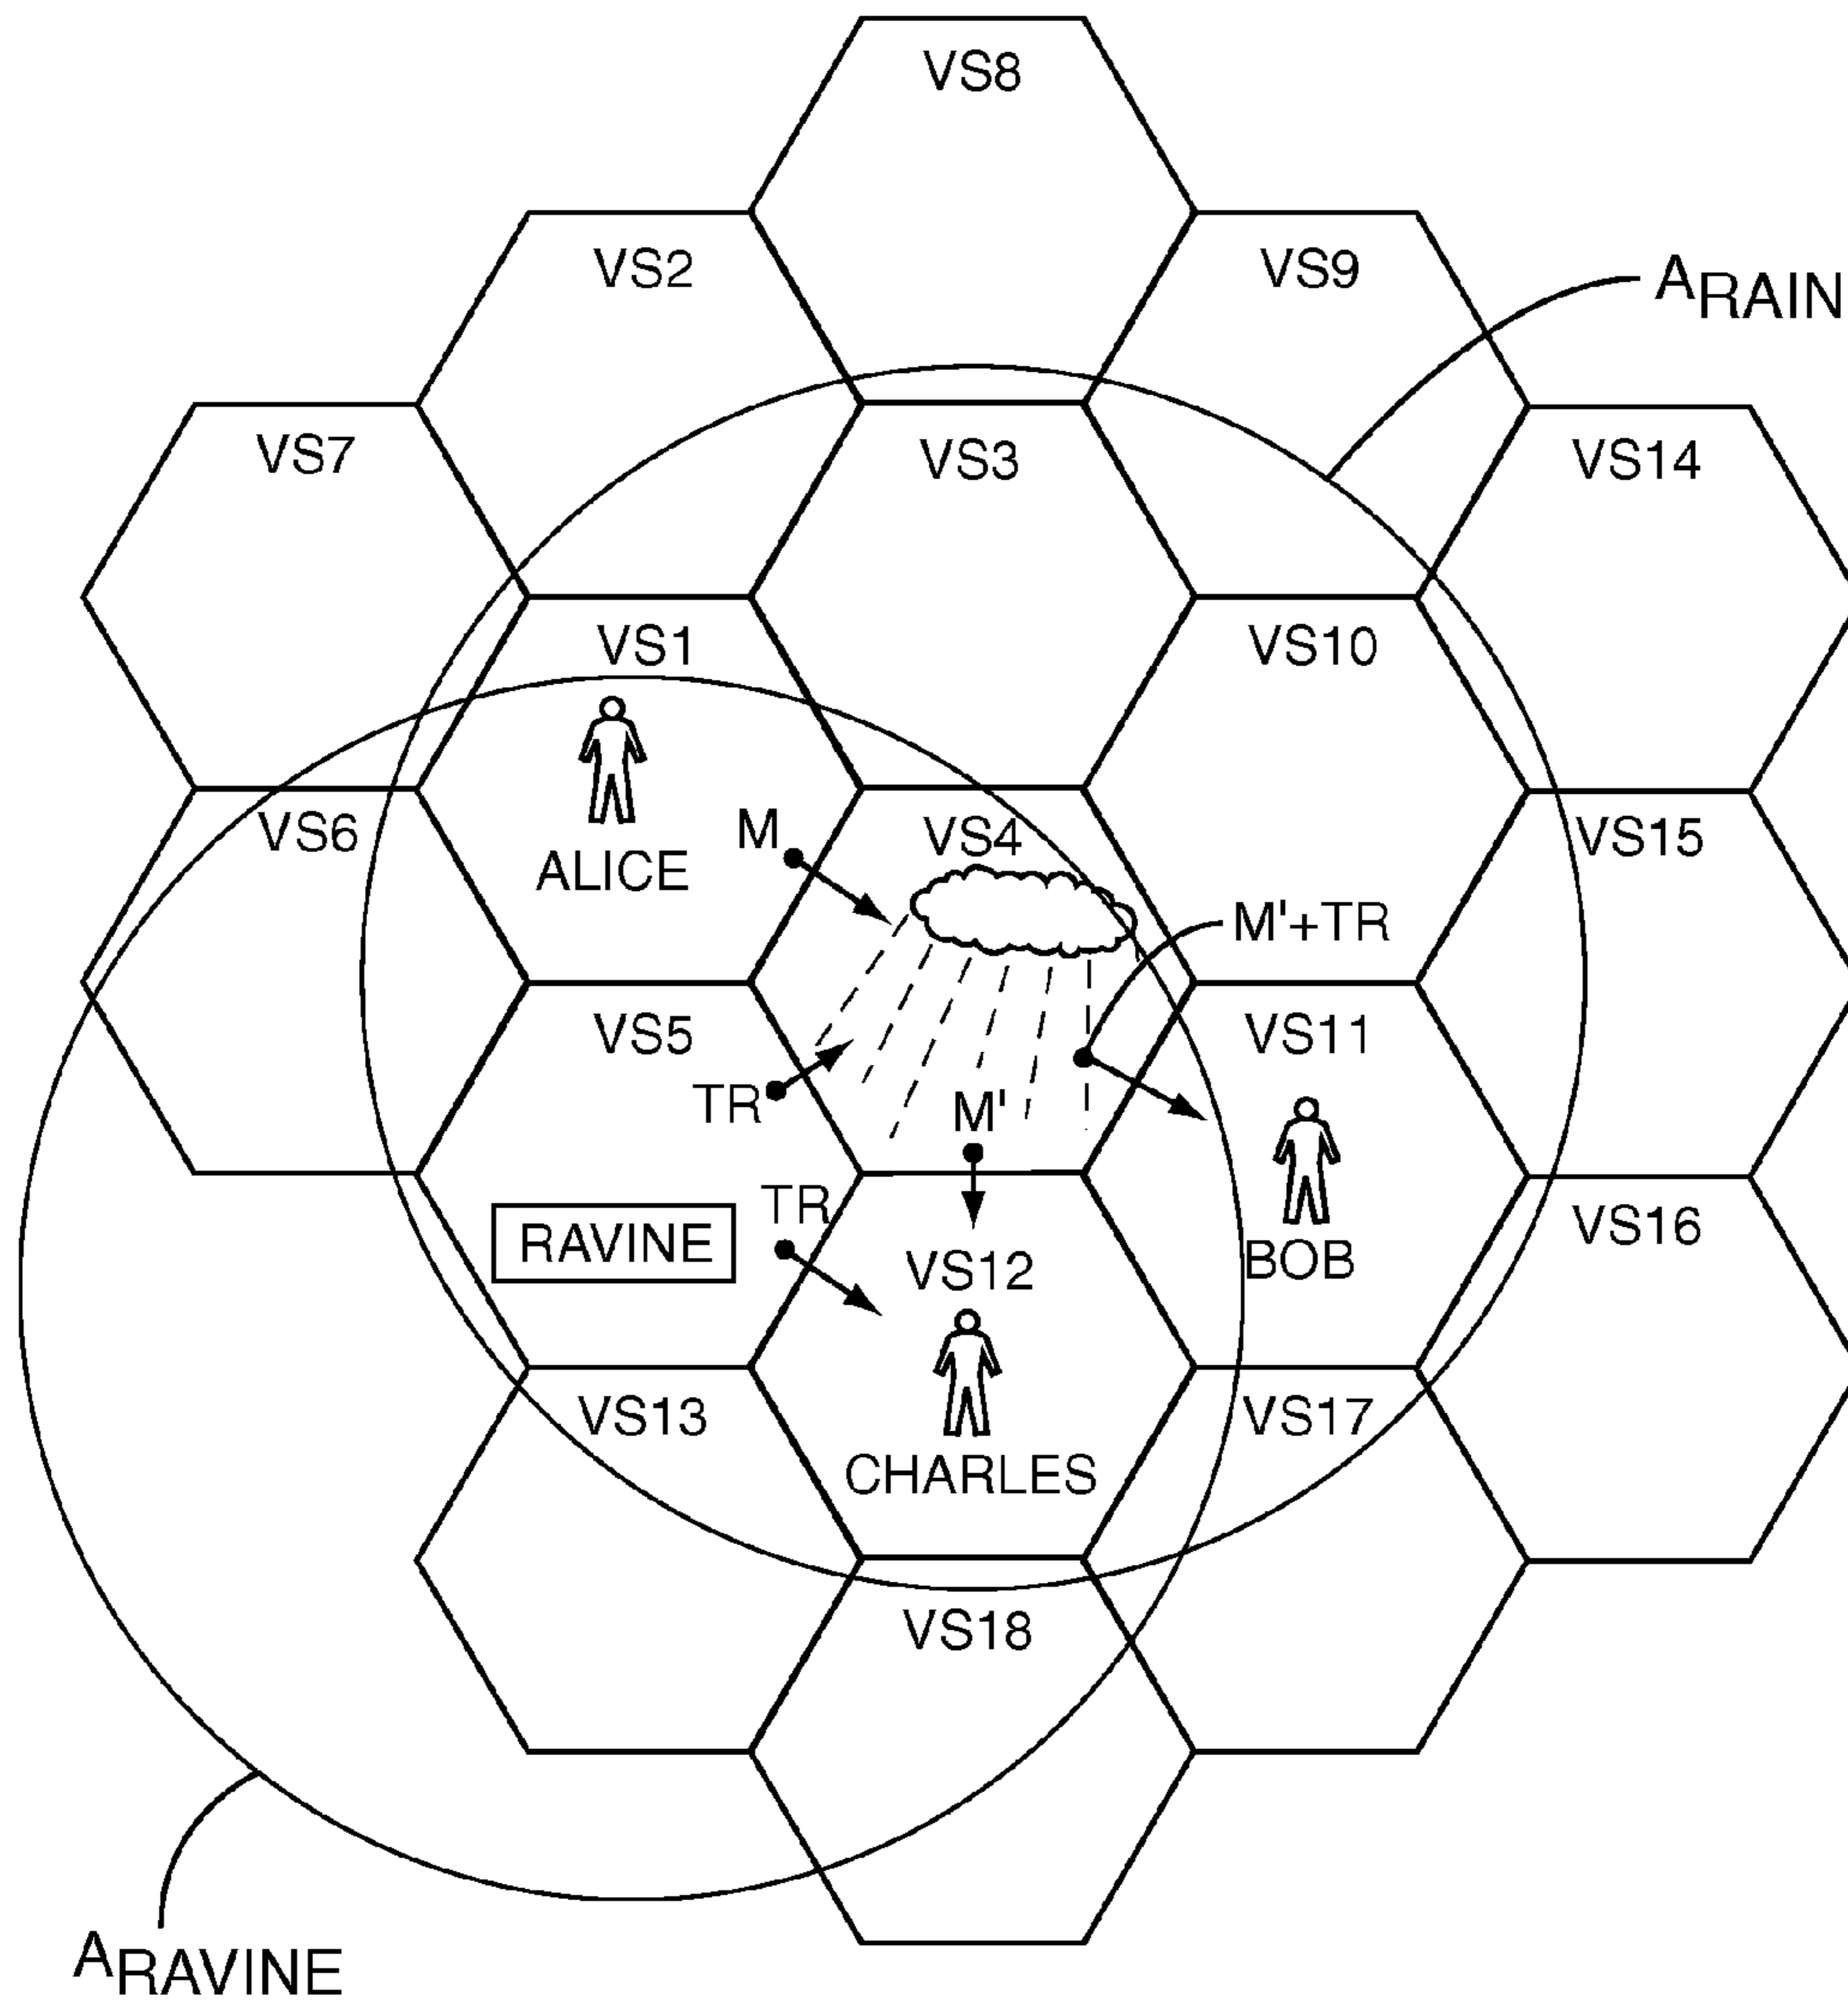 VS8
VS2
VS9
ARAIN
VS7
VS3
VS14
VS1
VS10
M
VS4
VS6
VS15
ALICE
M'+TR
VS5
VS11
TR
M'
TR
RAVINE
VS12
BOB
VS16
VS13
VS17
CHARLES
VS18
ARAVINE